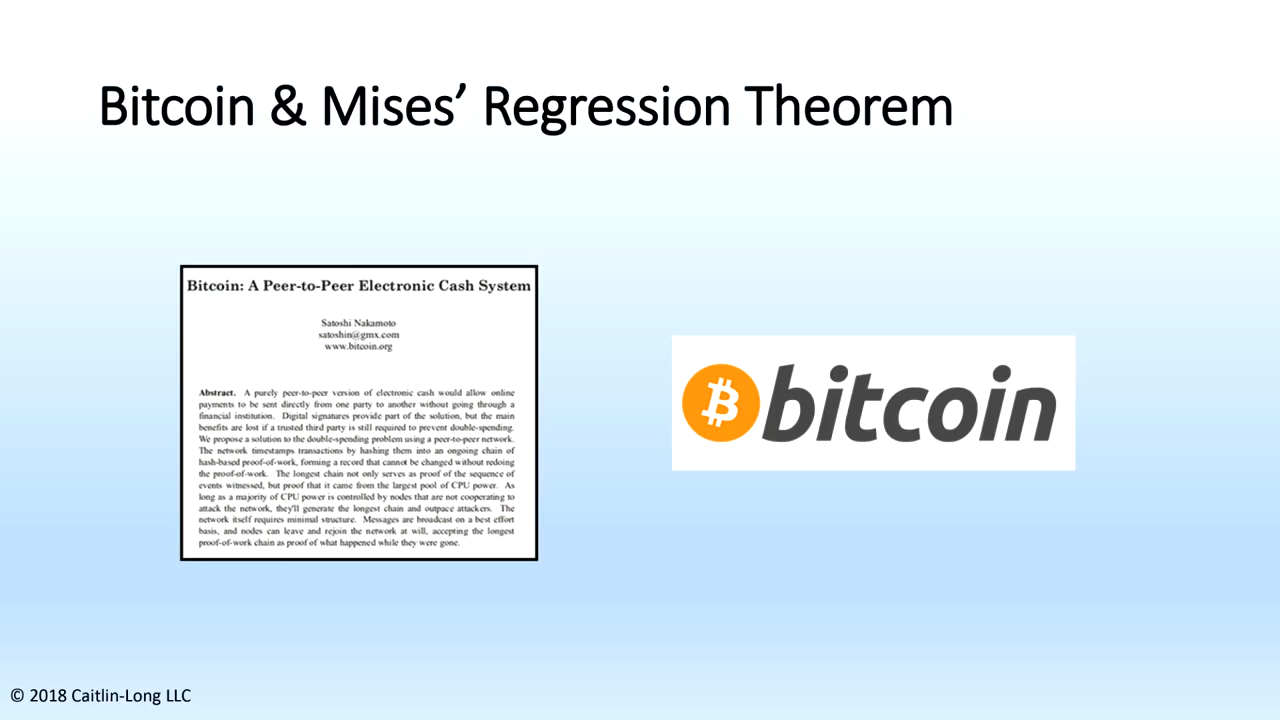 Bitcoin & Mises’ Regression Theorem
Bitcoin: A Peer-to-Peer Electronic Cash System
Satoshi Nakamoto
satoshin@gmx.com
www.bitcoin.org
Abstract. A purely peer-to-peer version of electronic cash would allow online
payments to be sent directly from one party to another without going through a
financial institution. Digital signatures provide part of the solution, but the main
benefits are lost if a trusted third party is still required to prevent double-spending.
We propose a solution to the double-spending problem using a peer-to-peer network.
The network timestamps transactions by hashing them into an ongoing chain of
hash-based proof-of-work, forming a record that cannot be changed without redoing
the proof-of-work. The longest chain not only serves as proof of the sequence of
events witnessed, but proof that it came from the largest pool of CPU power. As
long as a majority of CPU power is controlled by nodes that are not cooperating to
attack the network, they'll generate the longest chain and outpace attackers. The
network itself requires minimal structure. Messages are broadcast on a best effort
basis, and nodes can leave and rejoin the network at will, accepting the longest
proof-of-work chain as proof of what happened while they were gone.
bitcoin
© 2018 Caitlin-Long LLC